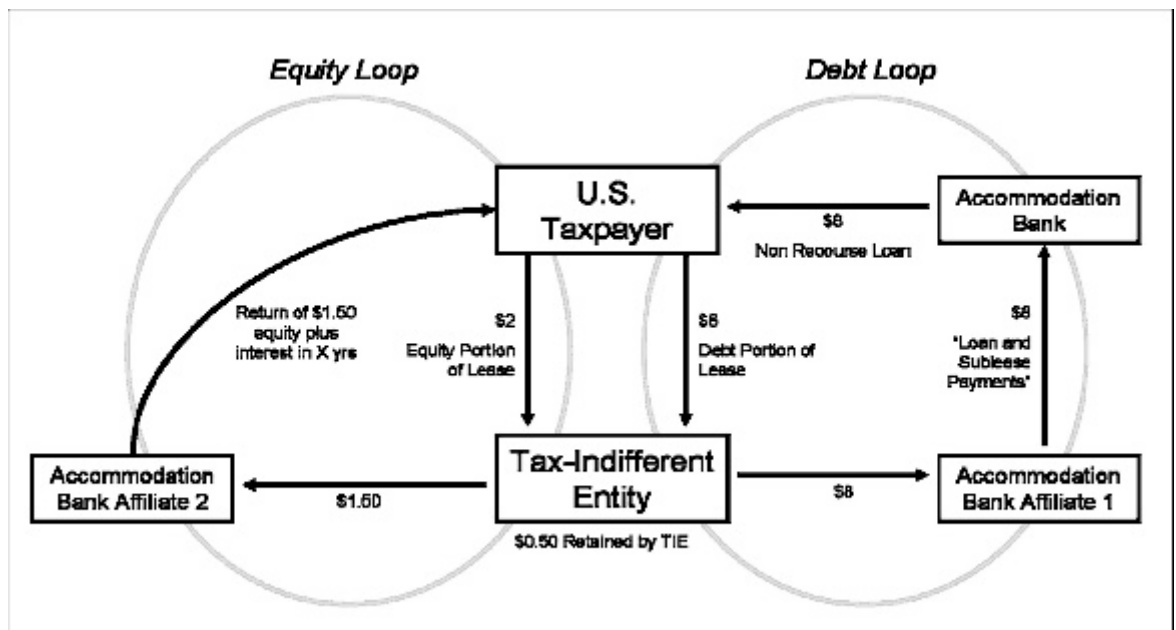 Equity Loop
Debt Loop
U.S.
Taxpayer
Accommodation
Bank
$8
Non Recourse Loan
Return of $1.50
equity plus
interest in X yrs
$2
Equity Portion
of Lease
$8
Debt Portion of
Lease
$8
"Loan and
Sublease
Payments"
Accommodation
Bank Affiliate 2
$1.50
Tax-Indifferent
Entity
$8
Accommodation
Bank Affiliate 1
$0.50 Retained by TIE